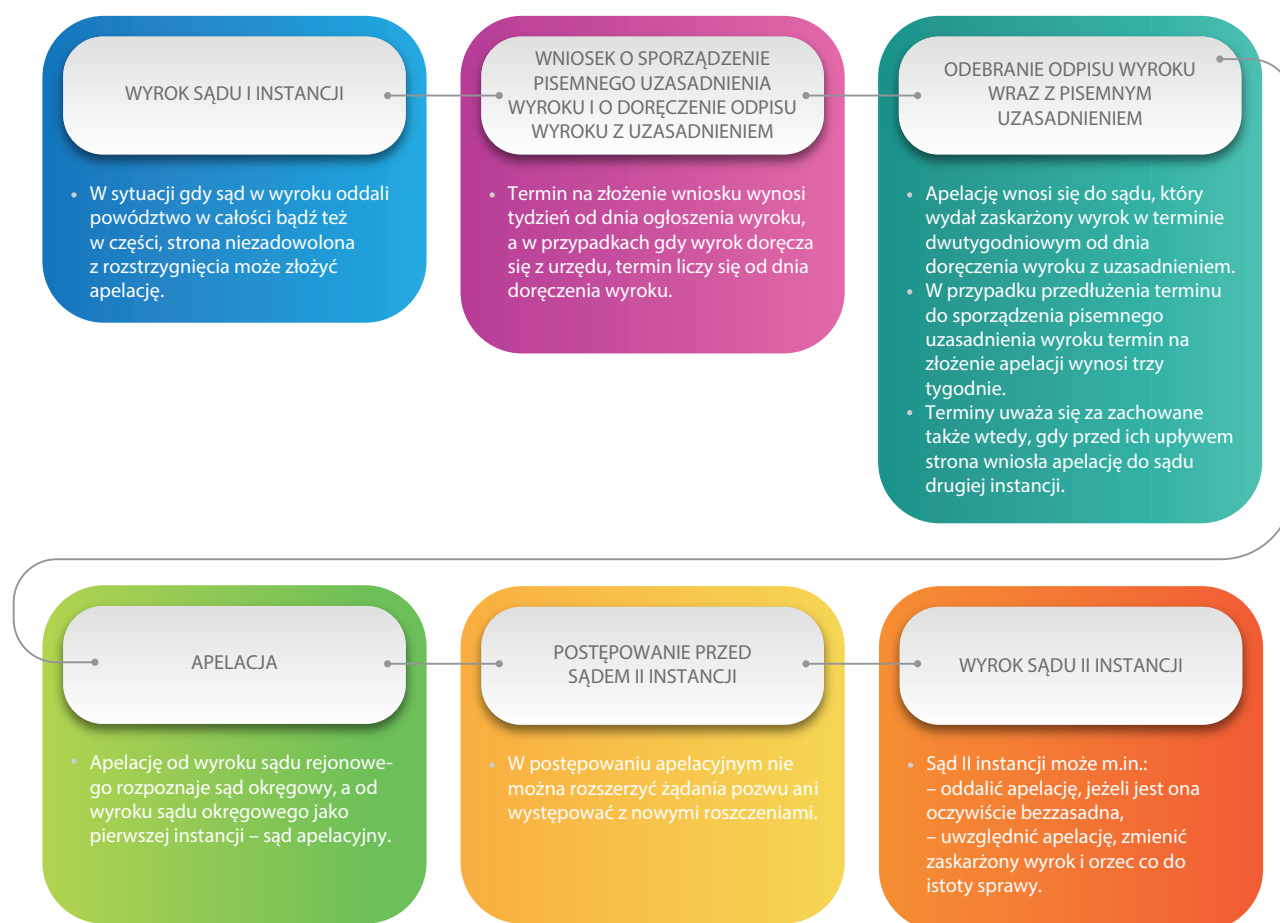 WYROK SĄDU I INSTANCJI
• W sytuacji gdy sąd w wyroku oddali
powództwo w całości bądź też
w części, strona niezadowolona
z rozstrzygnięcia może złożyć
apelację.
WNIOSEK O SPORZĄDZENIE
PISEMNEGO UZASADNIENIA
WYROKU I O DORĘCZENIE ODPISU
WYROKU Z UZASADNIENIEM
• Termin na złożenie wniosku wynosi
tydzień od dnia ogłoszenia wyroku,
a w przypadkach gdy wyrok doręcza
się z urzędu, termin liczy się od dnia
doręczenia wyroku.
ODEBRANIE ODPISU WYROKU
WRAZ Z PISEMNYM
UZASADNIENIEM
• Apelację wnosi się do sądu, który
wydał zaskarżony wyrok w terminie
dwutygodniowym od dnia
doręczenia wyroku z uzasadnieniem.
• W przypadku przedłużenia terminu
do sporządzenia pisemnego
uzasadnienia wyroku termin na
złożenie apelacji wynosi trzy
tygodnie.
• Terminy uważa się za zachowane
także wtedy, gdy przed ich upływem
strona wniosła apelację do sądu
drugiej instancji.
APELACJA
• Apelację od wyroku sądu rejonowe-
go rozpoznaje sąd okręgowy, a od
wyroku sądu okręgowego jako
pierwszej instancji – sąd apelacyjny.
POSTĘPOWANIE PRZED
SĄDEM II INSTANCJI
• W postępowaniu apelacyjnym nie
można rozszerzyć żądania pozwu ani
występować z nowymi roszczeniami.
WYROK SĄDU II INSTANCJI
• Sąd II instancji może m.in.:
– oddalić apelację, jeżeli jest ona
oczywiście bezzasadna,
– uwzględnić apelację, zmienić
zaskarżony wyrok i orzec co do
istoty sprawy.